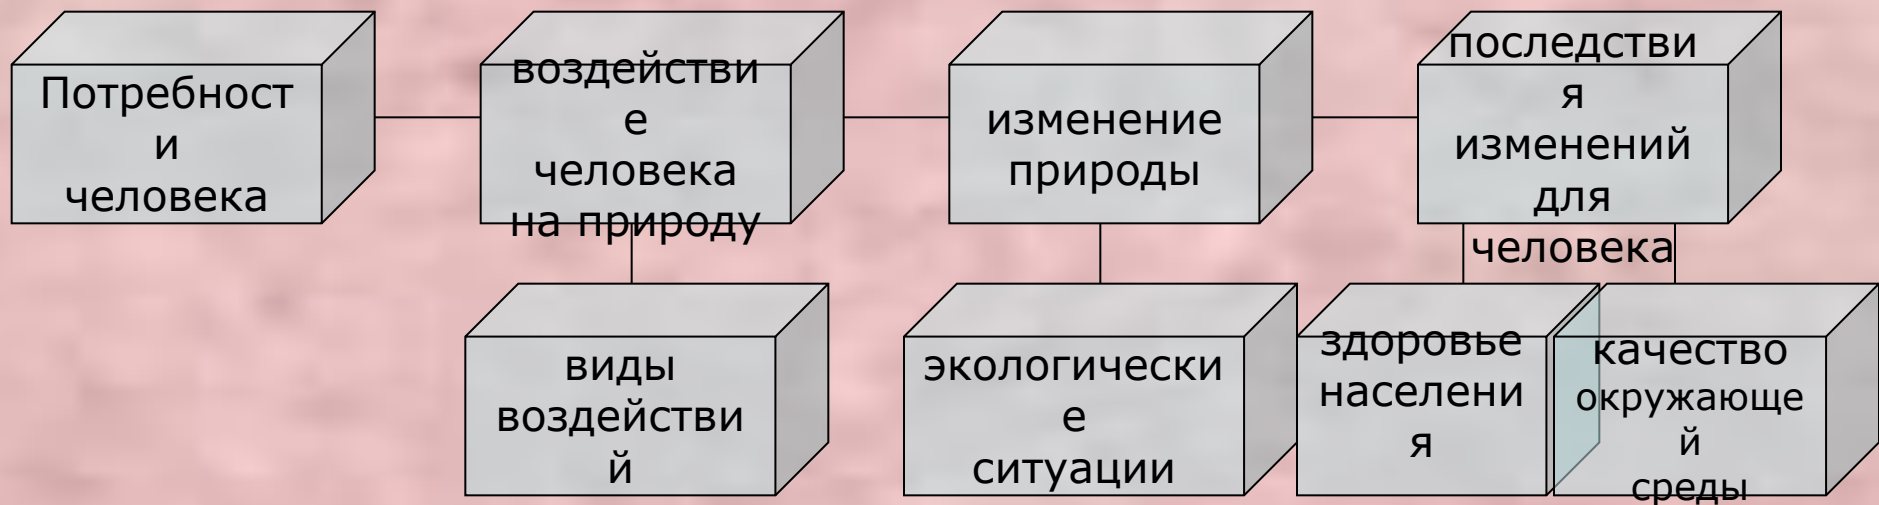 Потребност
и
человека
воздействи
е
человека
на природу
изменение
природы
последстви
я
изменений
для
человека
виды
воздействи
й
экологически
е
ситуации
здоровье
населени
я
качество
окружающе
й
среды